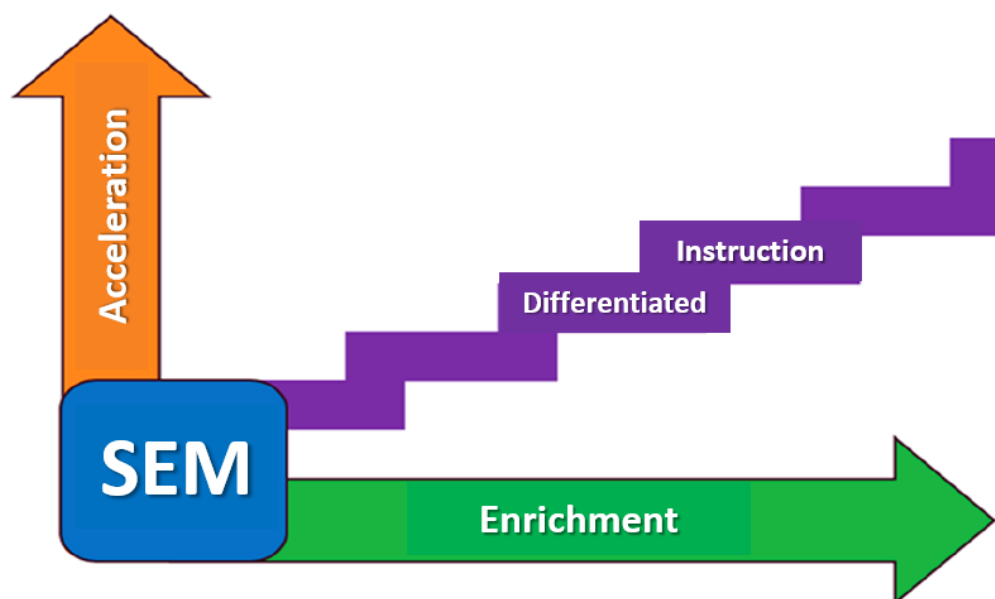 Acceleration
Instruction
Differentiated
SEM
Enrichment